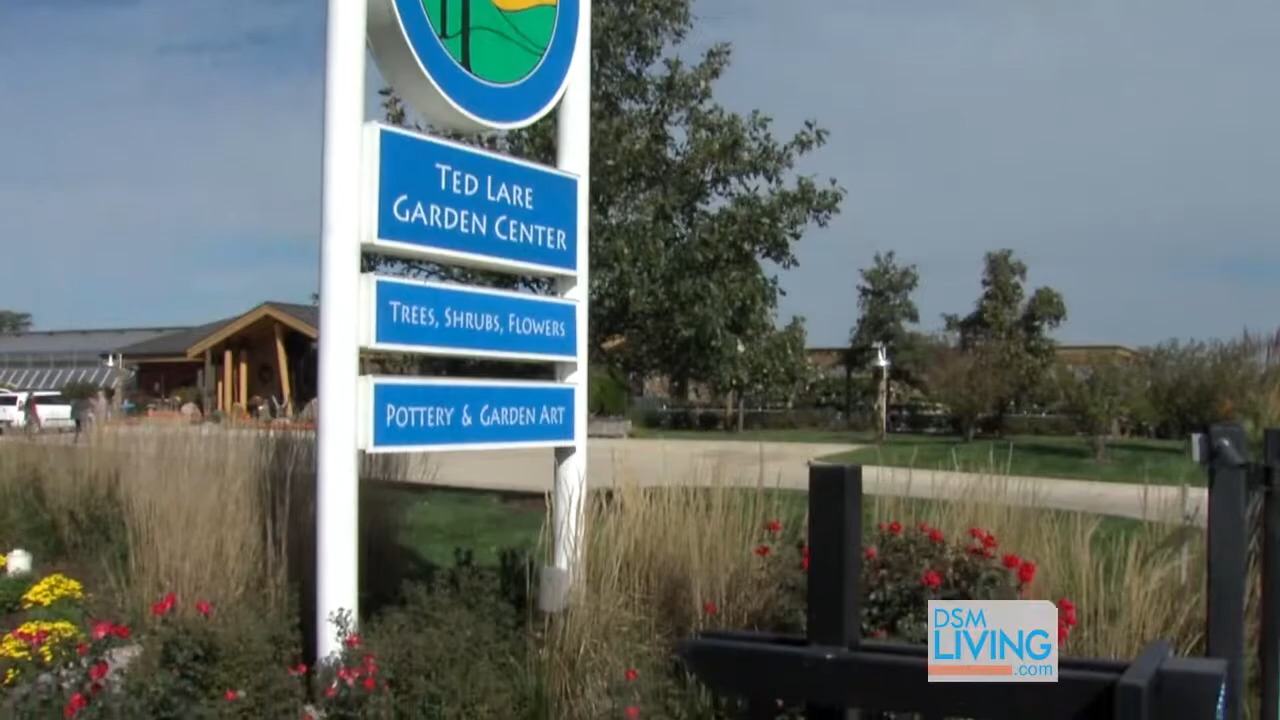 TED LARE
GARDEN CENTER
TREES, SHRUBS, FLOWERS
POTTERY & GARDEN ART
DSM
LIVING
.com